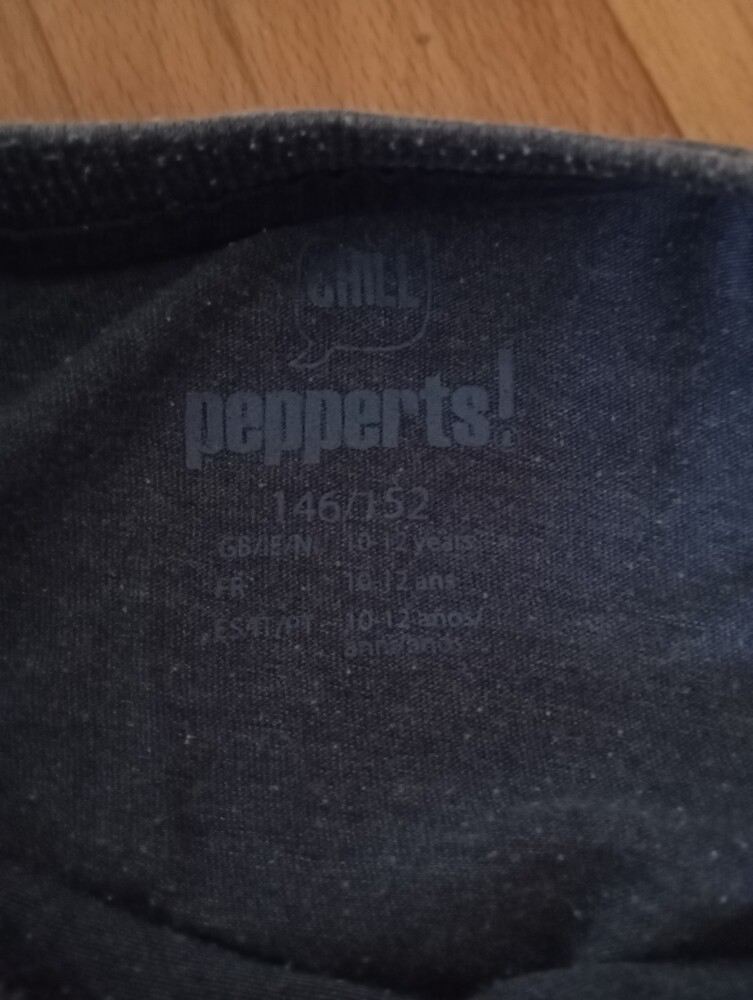 CHILL
pepperts!
146/152
GB/IE/NI 10-12 years
FR 10-12 ans
ES/IT/PT 10-12 años/
anni/anos